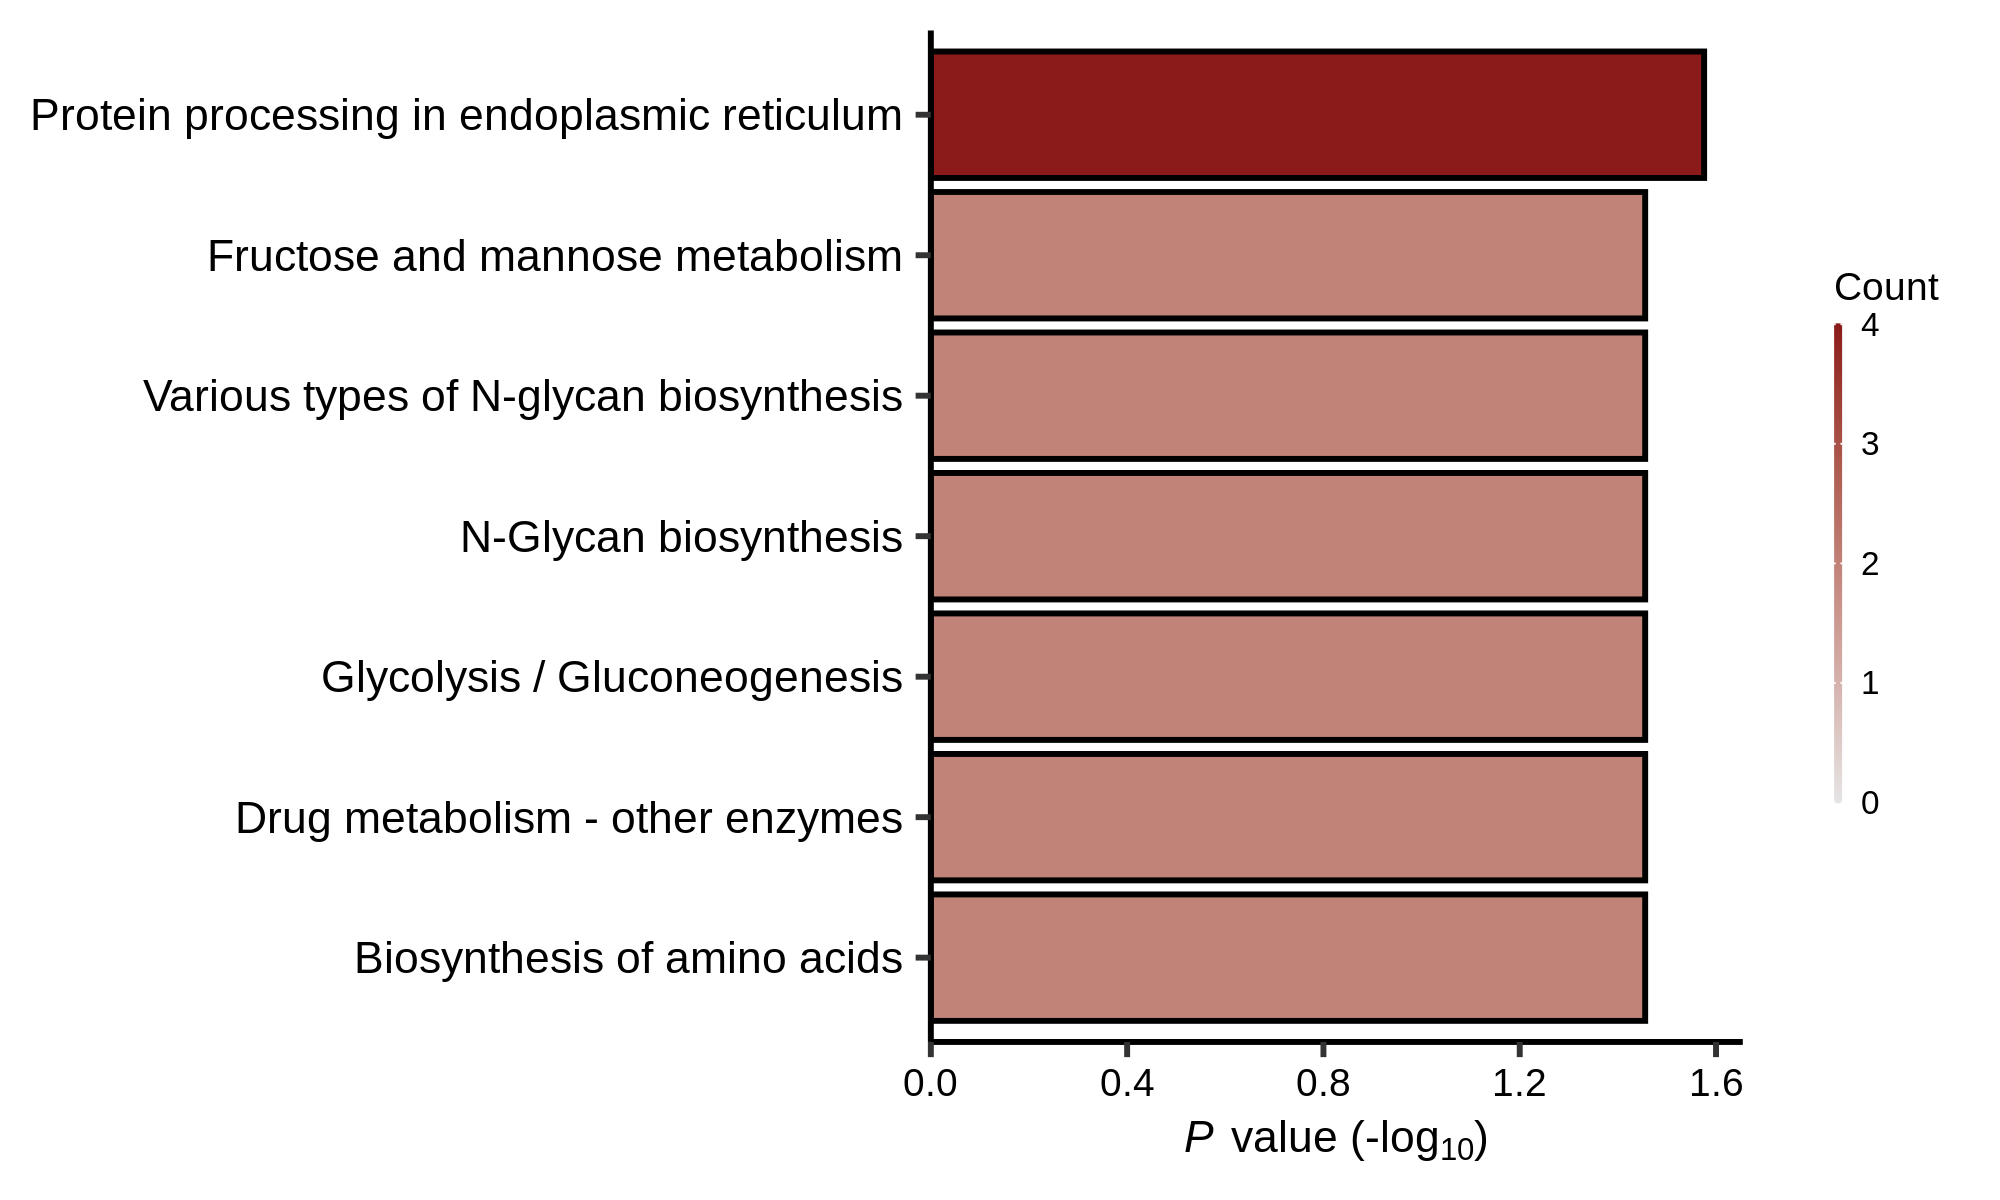 Protein processing in endoplasmic reticulum
Fructose and mannose metabolism
Various types of N-glycan biosynthesis
N-Glycan biosynthesis
Glycolysis / Gluconeogenesis
Drug metabolism - other enzymes
Biosynthesis of amino acids
0.0 0.4 0.8 1.2 1.6
P value (-log₁₀)
Count
4
3
2
1
0